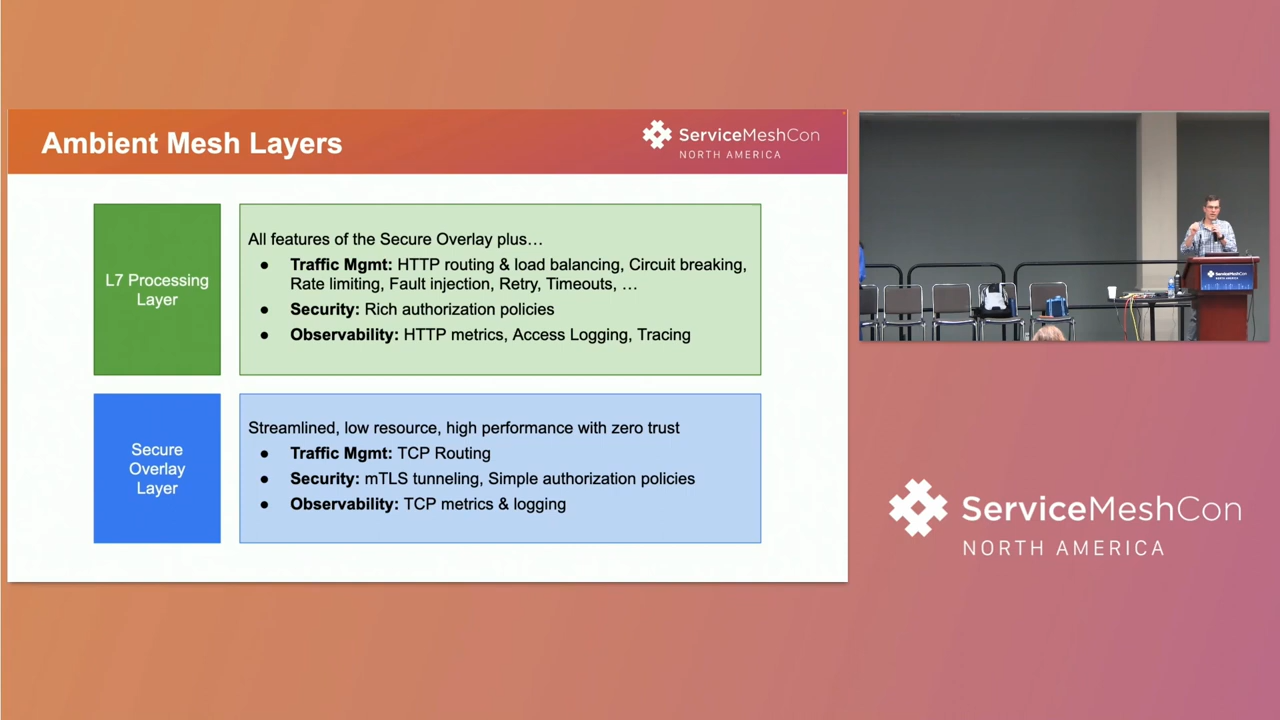 Ambient Mesh Layers
ServiceMeshCon
NORTH AMERICA
L7 Processing
Layer
All features of the Secure Overlay plus…
● Traffic Mgmt: HTTP routing & load balancing, Circuit breaking,
Rate limiting, Fault injection, Retry, Timeouts, …
● Security: Rich authorization policies
● Observability: HTTP metrics, Access Logging, Tracing
Secure
Overlay
Layer
Streamlined, low resource, high performance with zero trust
● Traffic Mgmt: TCP Routing
● Security: mTLS tunneling, Simple authorization policies
● Observability: TCP metrics & logging
ServiceMeshCon
NORTH AMERICA
ServiceMeshCon
NORTH AMERICA